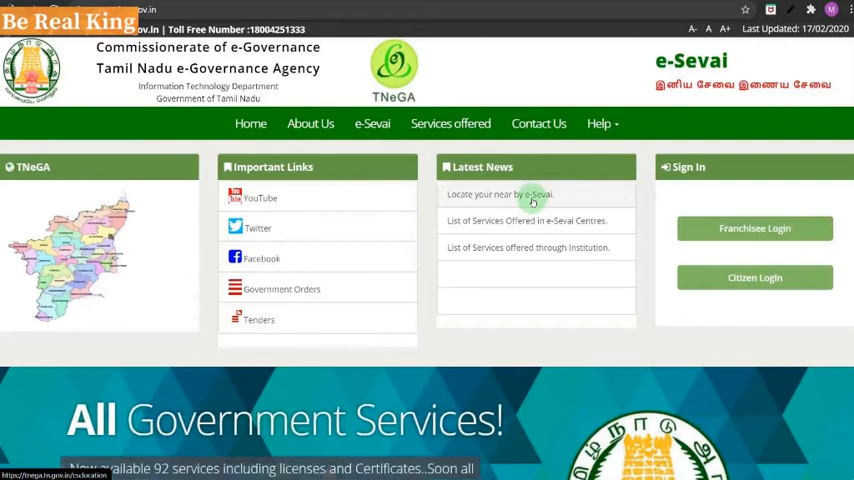 Be Real King
ov.in
ov.in | Toll Free Number :18004251333
A- A A+ Last Updated: 17/02/2020
Commissionerate of e-Governance
Tamil Nadu e-Governance Agency
Information Technology Department
Government of Tamil Nadu
TNeGA
e-Sevai
இனிய சேவை இணைய சேவை
Home About Us e-Sevai Services offered Contact Us Help
TNeGA
Important Links
YouTube
Twitter
Facebook
Government Orders
Tenders
Latest News
Locate your near by e-Sevai.
List of Services Offered in e-Sevai Centres.
List of Services offered through Institution.
Sign In
Franchisee Login
Citizen Login
All Government Services!
Now available 92 services including licenses and Certificates..Soon all
https://tnega.tn.gov.in/csclocation